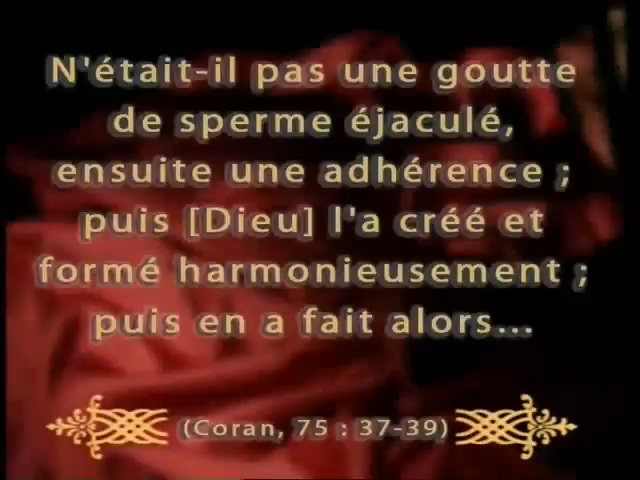 N'était-il pas une goutte
de sperme éjaculé,
ensuite une adhérence ;
puis [Dieu] l'a créé et
formé harmonieusement ;
puis en a fait alors...
(Coran, 75 : 37-39)